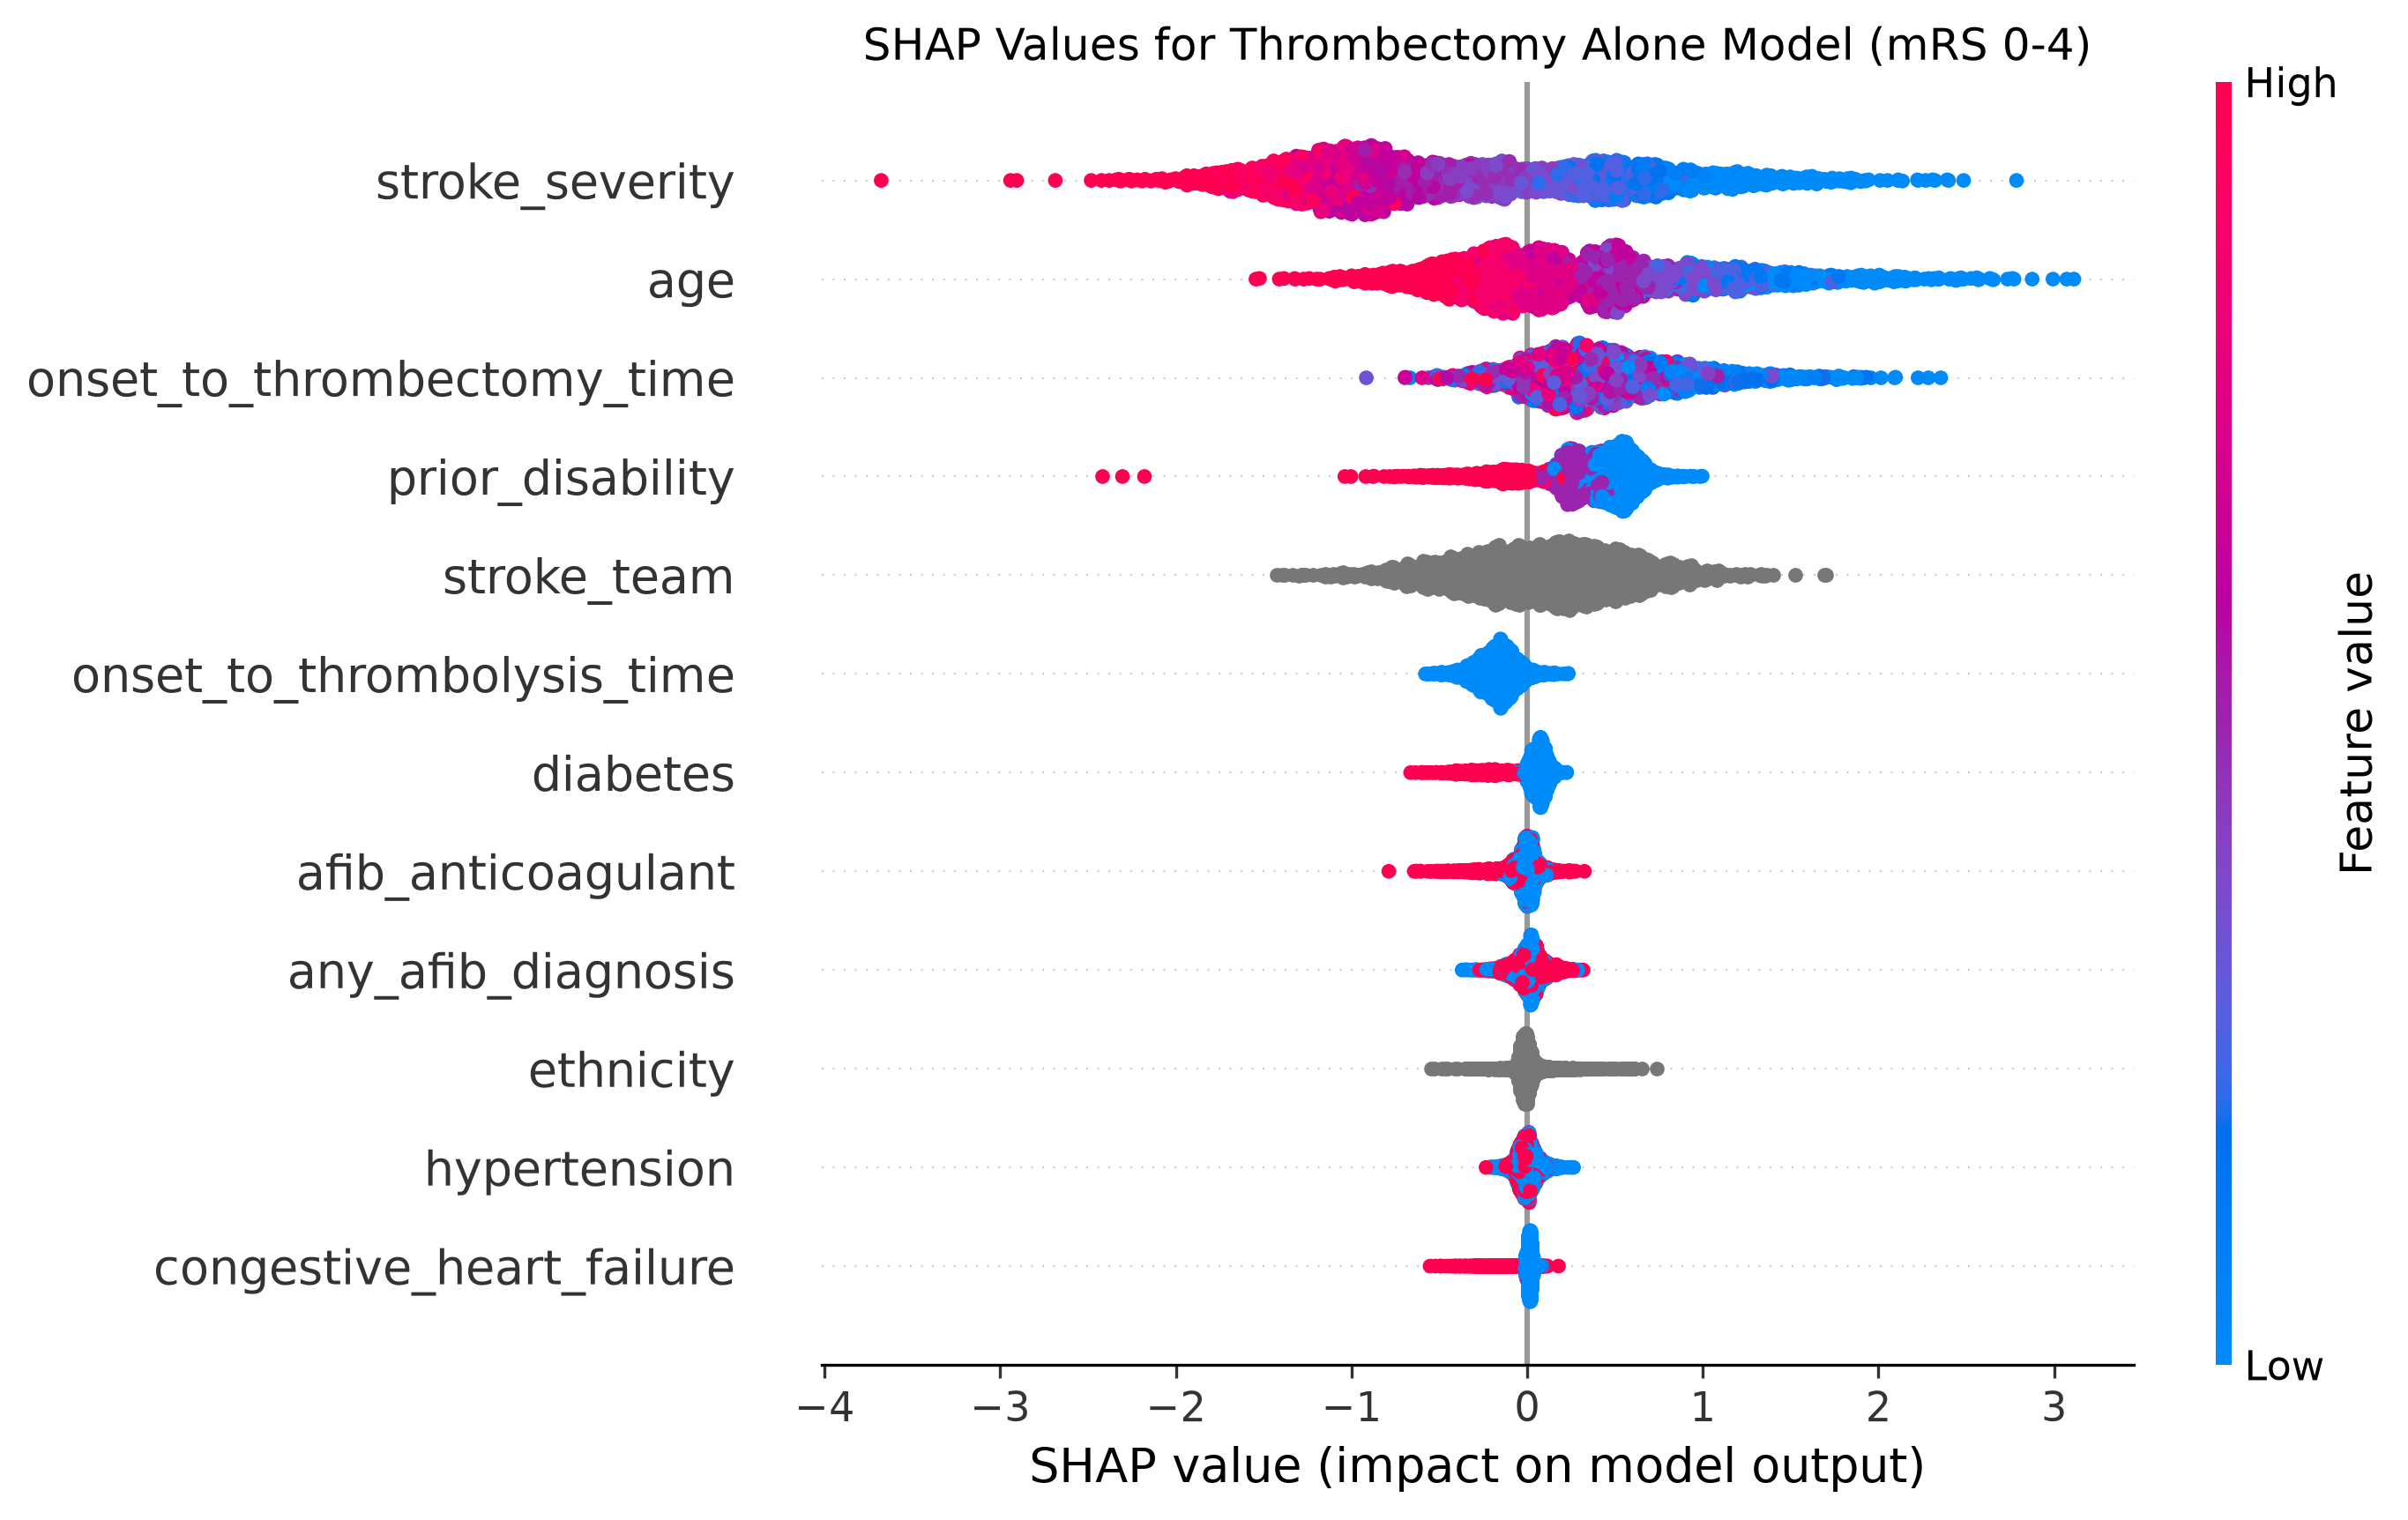 SHAP Values for Thrombectomy Alone Model (mRS 0-4)
High
stroke_severity
age
onset_to_thrombectomy_time
prior_disability
stroke_team
onset_to_thrombolysis_time
diabetes
afib_anticoagulant
any_afib_diagnosis
ethnicity
hypertension
congestive_heart_failure
Feature value
Low
−4 −3 −2 −1 0 1 2 3
SHAP value (impact on model output)